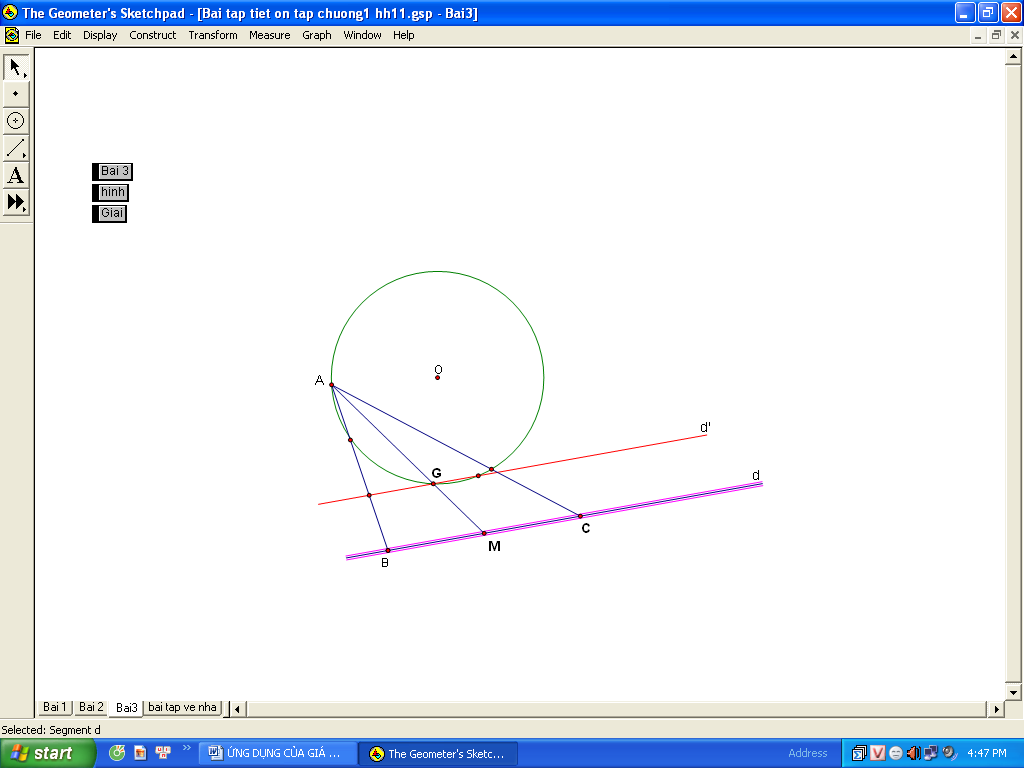 The Geometer's Sketchpad - [Bai tap tiet on tap chuong1 hh11.gsp - Bai3]
File Edit Display Construct Transform Measure Graph Window Help
A
Bai 3
hinh
Giai
O
A
d'
G
d
C
M
B
Bai 1 Bai 2 Bai3 bai tap ve nha
Selected: Segment d
start ỨNG DỤNG CỦA GIÁ ... The Geometer's Sketc... Address 4:47 PM